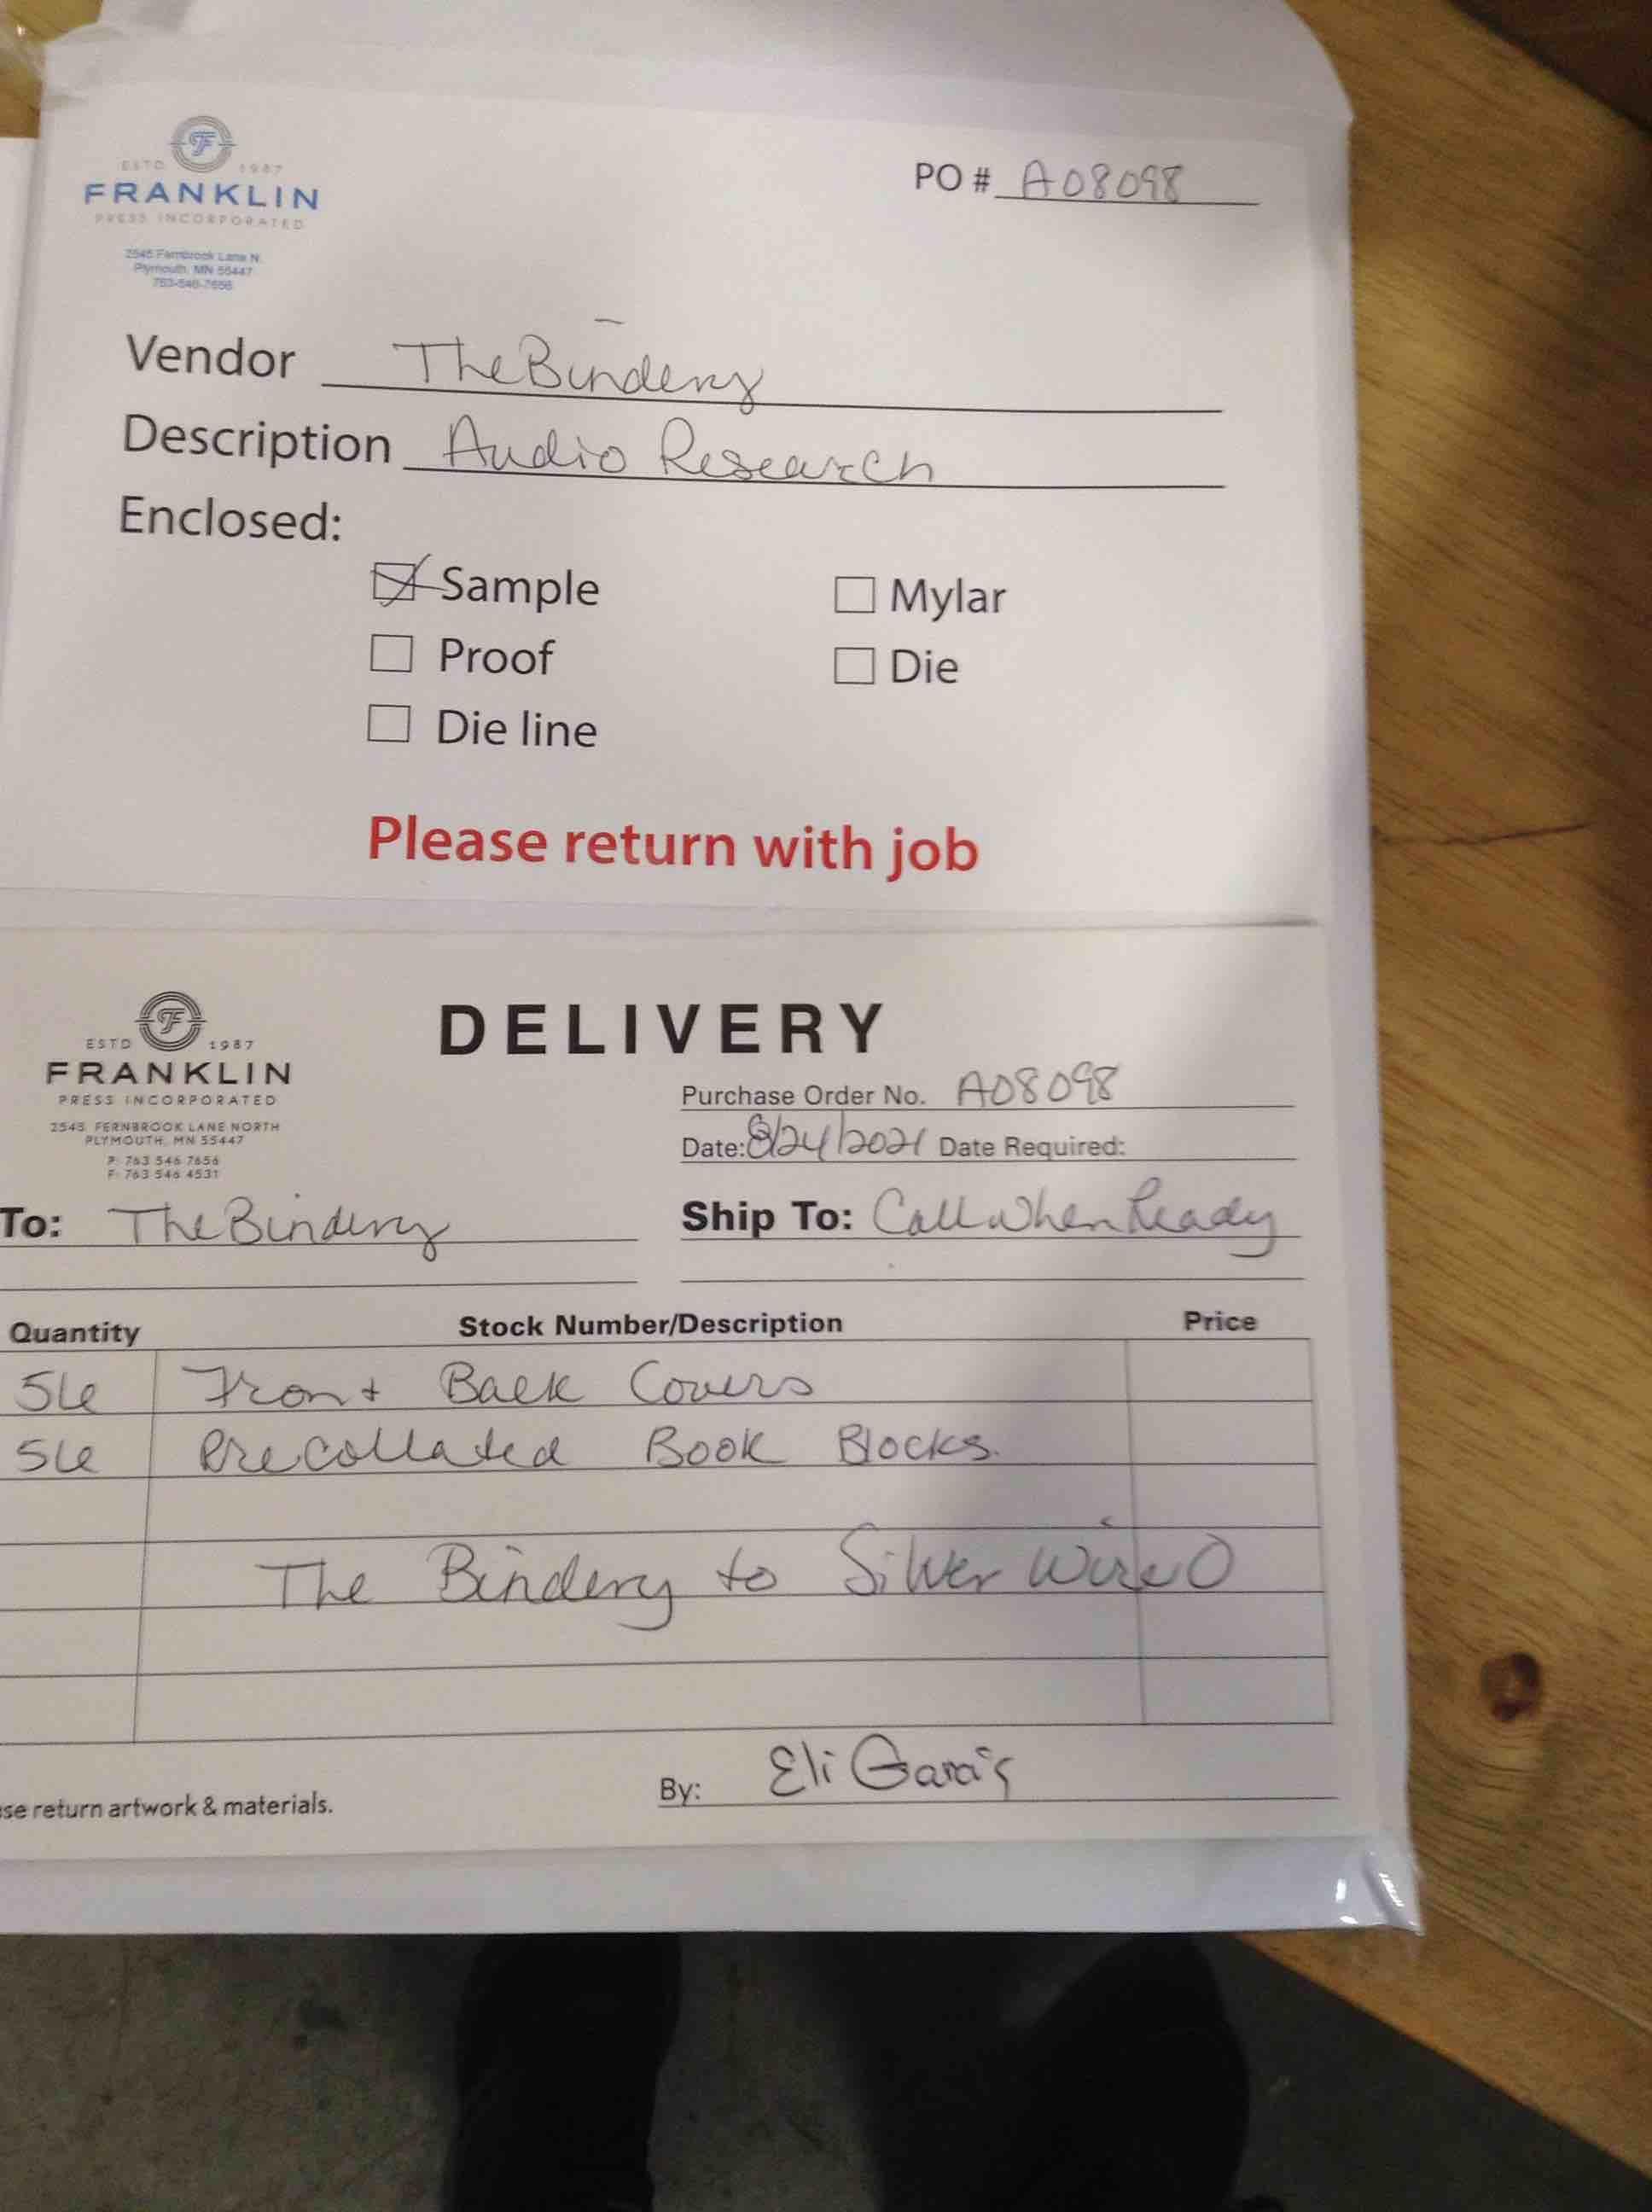 F
ESTD 1987
FRANKLIN
PRESS INCORPORATED
2545 Fernbrook Lane N.
Plymouth, MN 55447
763-546-7656
PO # A08098
Vendor The Bindery
Description Audio Research
Enclosed:
Sample Mylar
Proof Die
Die line
Please return with job
F
ESTD 1987
FRANKLIN
PRESS INCORPORATED
2545 FERNBROOK LANE NORTH
PLYMOUTH, MN 55447
P: 763 546 7656
F: 763 546 4531
DELIVERY
Purchase Order No. A08098
Date: 8/24/2021 Date Required:
To: The Bindery
Ship To: Call When Ready
Quantity Stock Number/Description Price
56 Front Back Covers
56 Precollated Book Blocks.
The Bindery to Silver Wire O
se return artwork & materials.
By: Eli